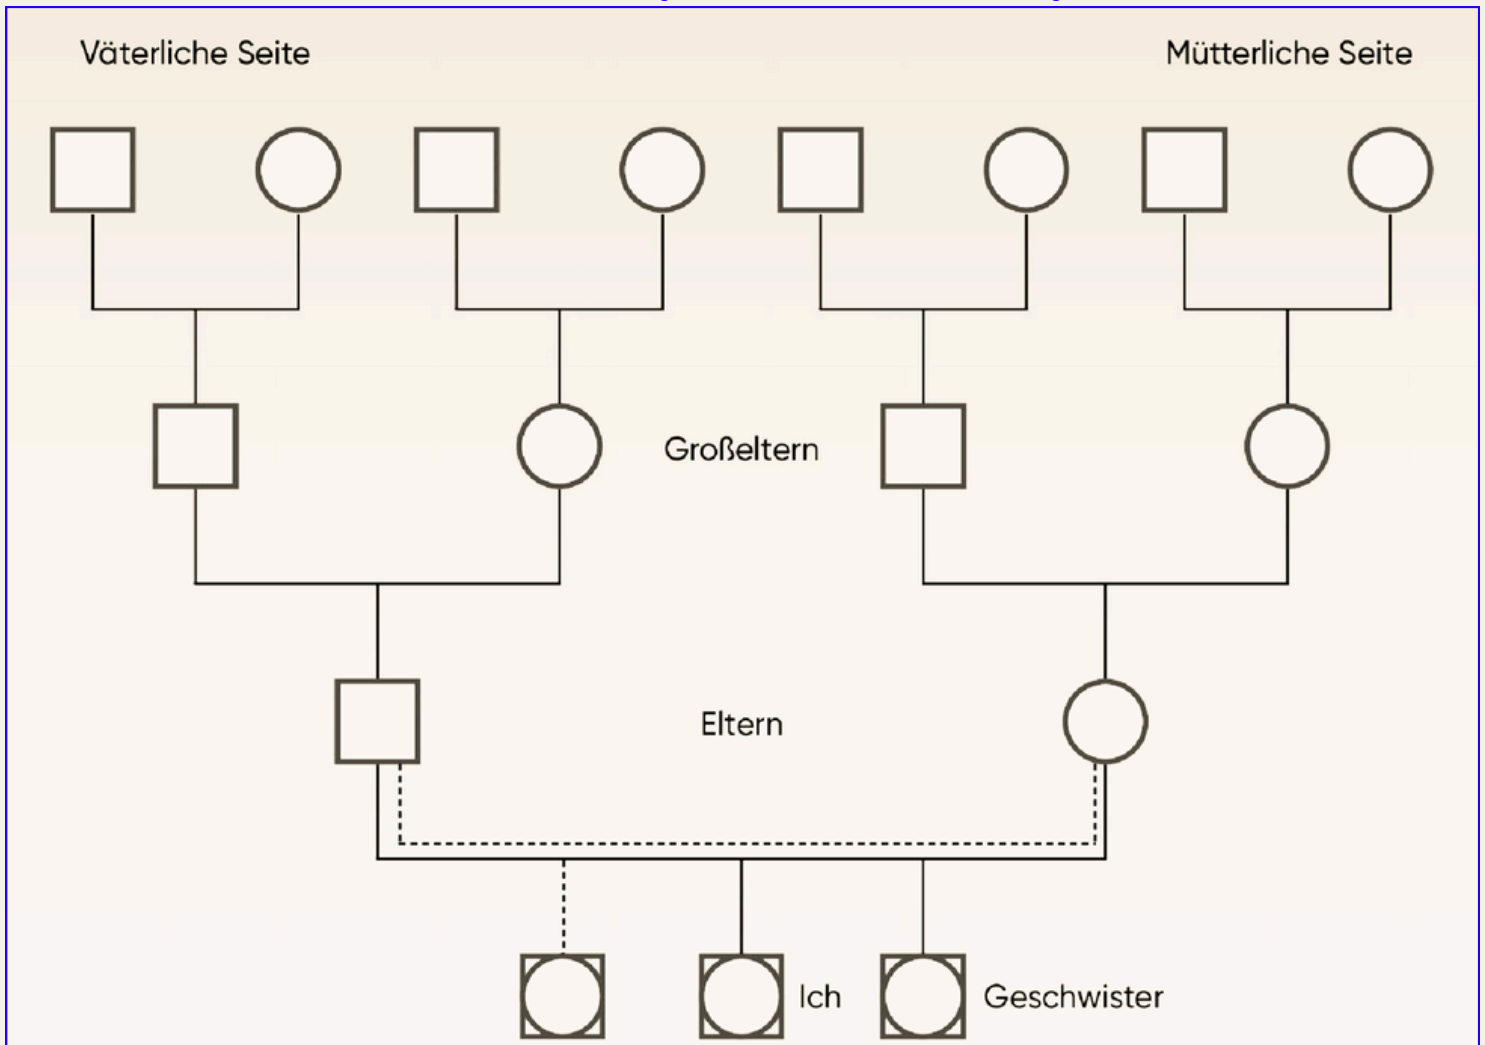 Väterliche Seite
Mütterliche Seite
Großeltern
Eltern
Ich
Geschwister